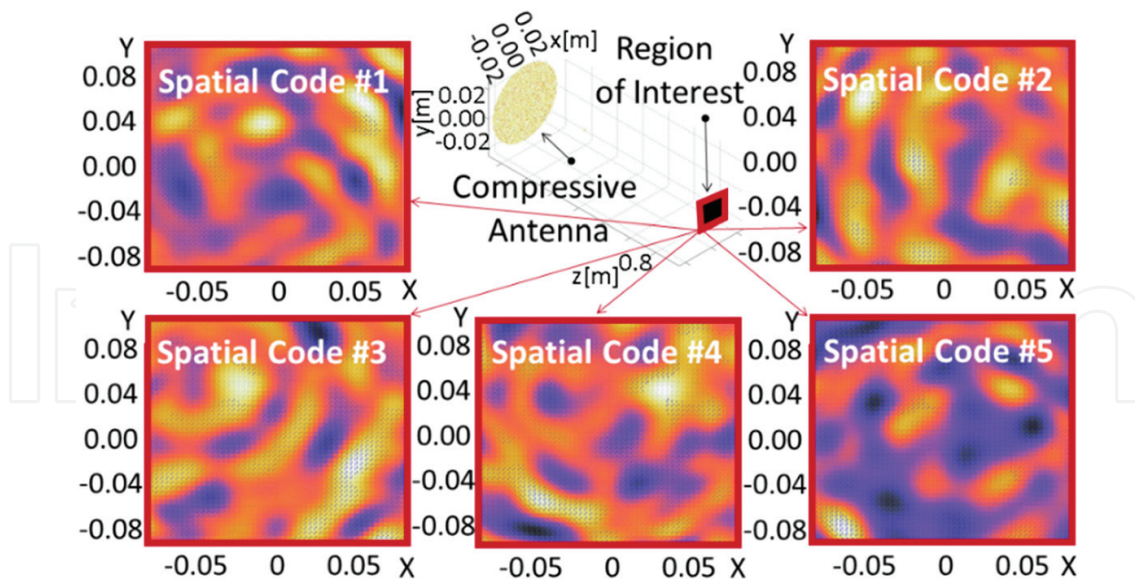 Y
0.08
0.04
0.00
-0.04
-0.08
Spatial Code #1
-0.05 0 0.05 X
0.02
0.00
-0.02
x[m]
y[m]
0.02
0.00
-0.02
Compressive
Antenna
Region
of Interest
z[m]
0.8
Y
0.08
0.04
0.00
-0.04
-0.08
Spatial Code #2
-0.05 0 0.05 X
Y
0.08
0.04
0.00
-0.04
-0.08
Spatial Code #3
-0.05 0 0.05 X
Y
0.08
0.04
0.00
-0.04
-0.08
Spatial Code #4
-0.05 0 0.05 X
Y
0.08
0.04
0.00
-0.04
-0.08
Spatial Code #5
-0.05 0 0.05 X